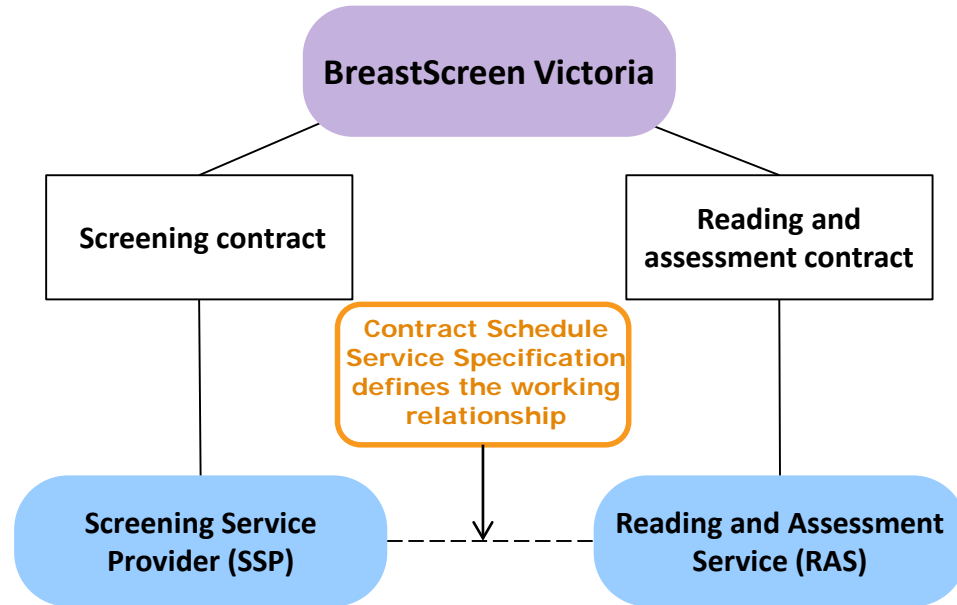 BreastScreen Victoria
Screening contract
Reading and
assessment contract
Contract Schedule
Service Specification
defines the working
relationship
Screening Service
Provider (SSP)
Reading and Assessment
Service (RAS)